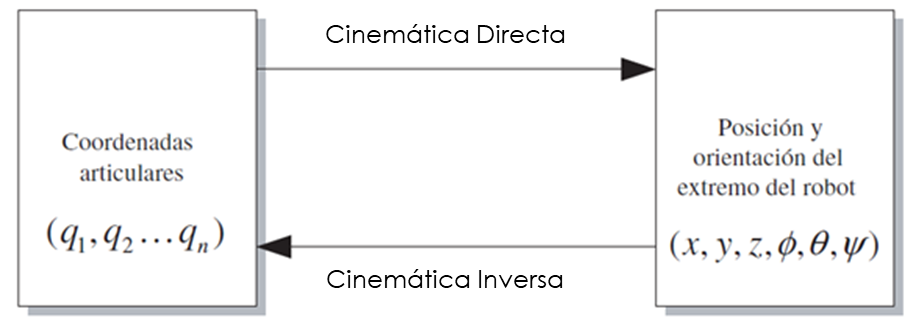 Cinemática Directa
Coordenadas
articulares
(q₁, q₂ … qₙ)
Posición y
orientación del
extremo del robot
(x, y, z, ϕ, θ, ψ)
Cinemática Inversa